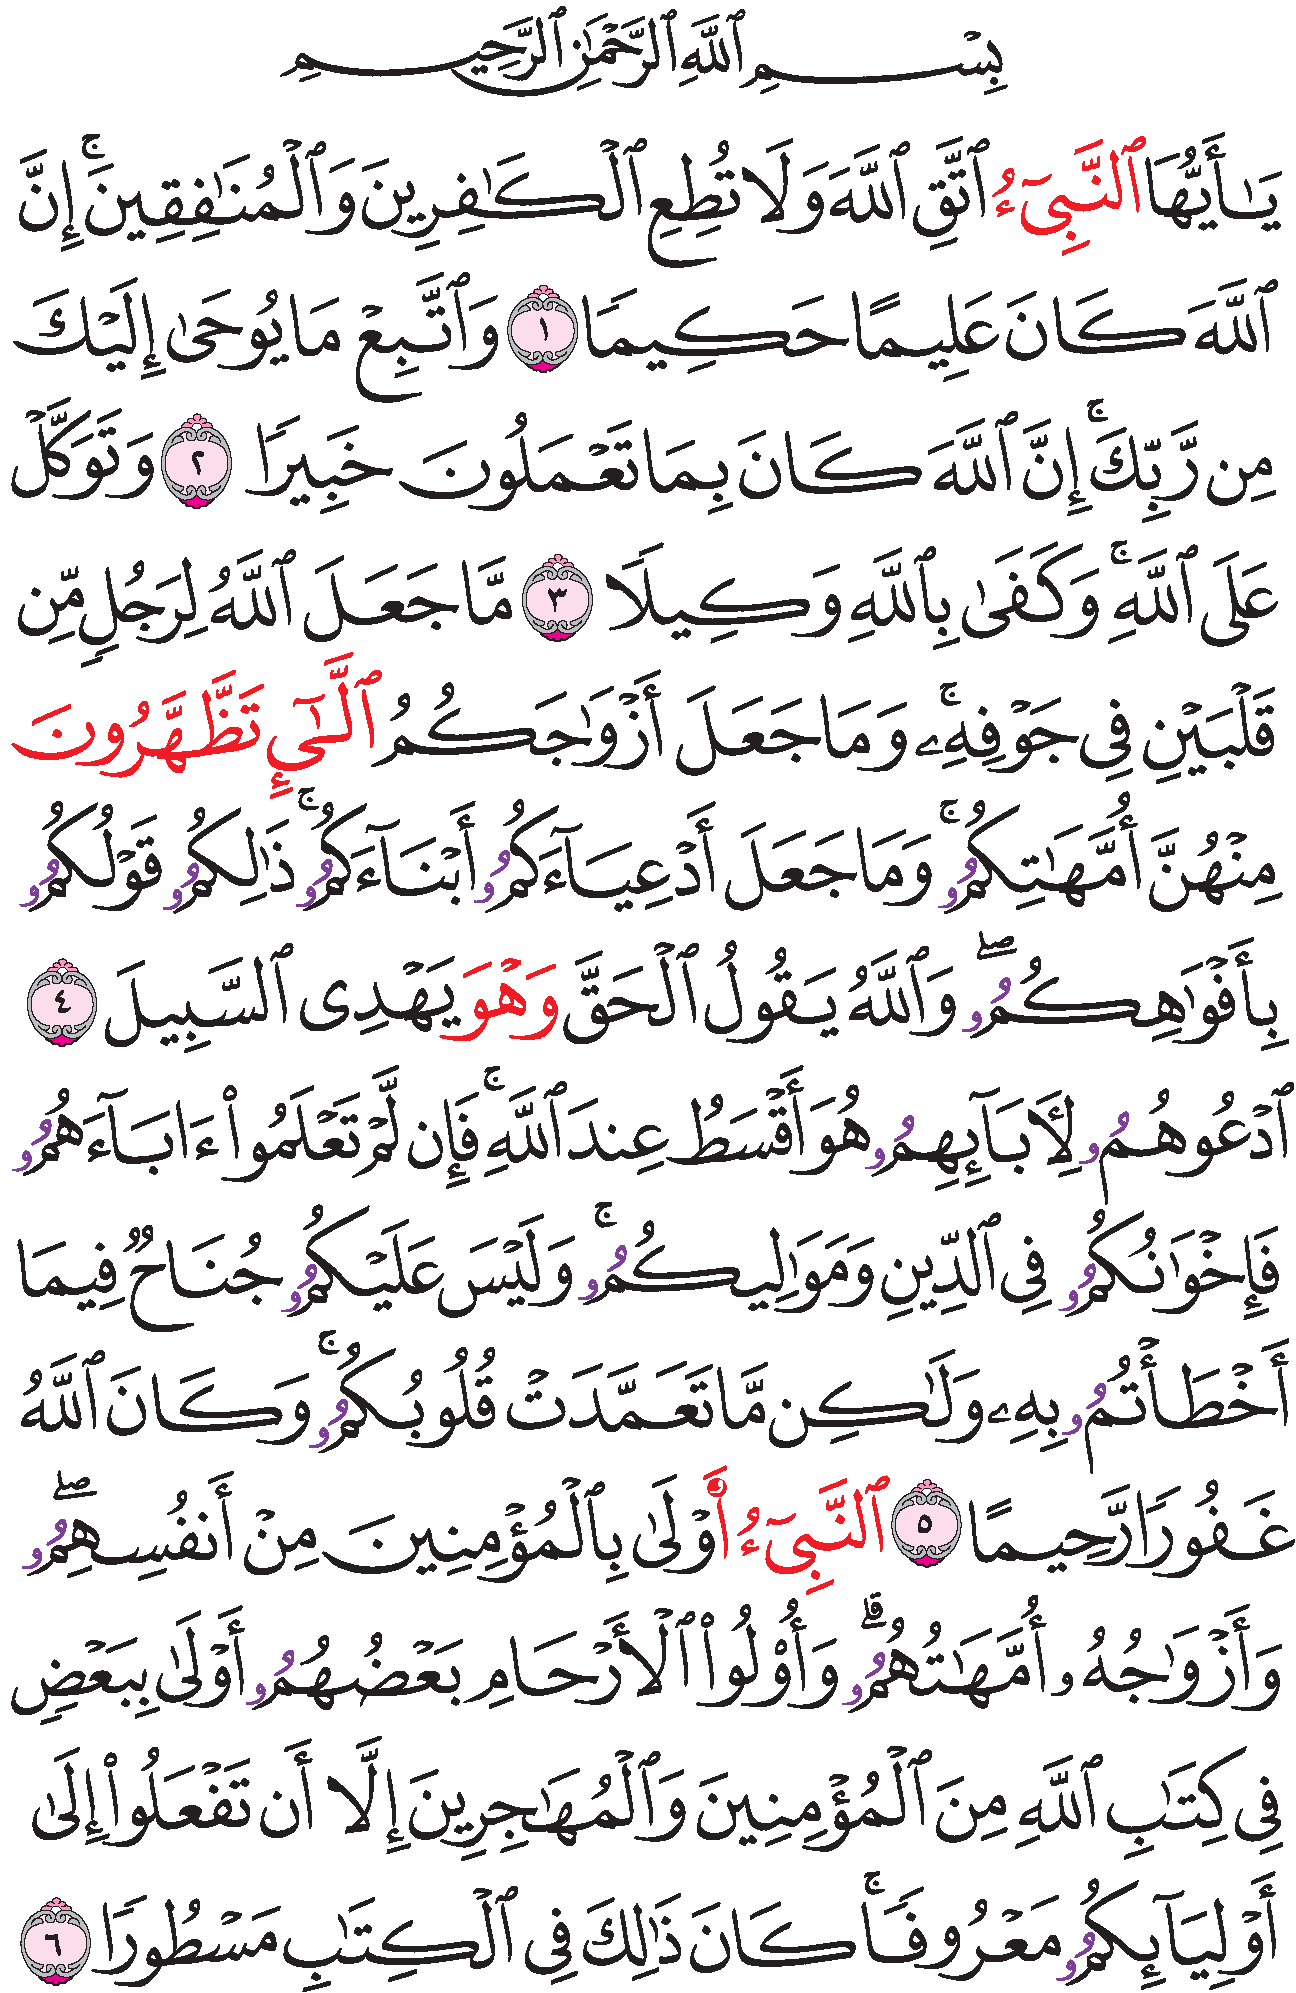 بِسْمِ ٱللَّهِ ٱلرَّحْمَٰنِ ٱلرَّحِيمِ
يَٰٓأَيُّهَا ٱلنَّبِىٓءُ ٱتَّقِ ٱللَّهَ وَلَا تُطِعِ ٱلْكَٰفِرِينَ وَٱلْمُنَٰفِقِينَ ۚ إِنَّ
ٱللَّهَ كَانَ عَلِيمًا حَكِيمًا ١ وَٱتَّبِعْ مَا يُوحَىٰ إِلَيْكَ
مِن رَّبِّكَ ۚ إِنَّ ٱللَّهَ كَانَ بِمَا تَعْمَلُونَ خَبِيرًا ٢ وَتَوَكَّلْ
عَلَى ٱللَّهِ ۚ وَكَفَىٰ بِٱللَّهِ وَكِيلًا ٣ مَّا جَعَلَ ٱللَّهُ لِرَجُلٍ مِّن
قَلْبَيْنِ فِى جَوْفِهِۦ ۚ وَمَا جَعَلَ أَزْوَٰجَكُمُ ٱلَّٰٓىِٕ تَظَّهَّرُونَ
مِنْهُنَّ أُمَّهَٰتِكُمُۥ ۚ وَمَا جَعَلَ أَدْعِيَآءَكُمُۥ أَبْنَآءَكُمُۥ ۚ ذَٰلِكُمُۥ قَوْلُكُمُۥ
بِأَفْوَٰهِكُمُۥ ۖ وَٱللَّهُ يَقُولُ ٱلْحَقَّ وَهْوَ يَهْدِى ٱلسَّبِيلَ ٤
ٱدْعُوهُمُۥ لِأَبَآئِهِمُۥ هُوَ أَقْسَطُ عِندَ ٱللَّهِ ۚ فَإِن لَّمْ تَعْلَمُوا۟ ءَابَآءَهُمُۥ
فَإِخْوَٰنُكُمُۥ فِى ٱلدِّينِ وَمَوَٰلِيكُمُۥ ۚ وَلَيْسَ عَلَيْكُمُۥ جُنَاحٌ فِيمَا
أَخْطَأْتُمُۥ بِهِۦ وَلَٰكِن مَّا تَعَمَّدَتْ قُلُوبُكُمُۥ ۚ وَكَانَ ٱللَّهُ
غَفُورًا رَّحِيمًا ٥ ٱلنَّبِىٓءُ أَوْلَىٰ بِٱلْمُؤْمِنِينَ مِنْ أَنفُسِهِمُۥ ۖ
وَأَزْوَٰجُهُۥ أُمَّهَٰتُهُمُۥ ۗ وَأُو۟لُوا۟ ٱلْأَرْحَامِ بَعْضُهُمُۥ أَوْلَىٰ بِبَعْضٍ
فِى كِتَٰبِ ٱللَّهِ مِنَ ٱلْمُؤْمِنِينَ وَٱلْمُهَٰجِرِينَ إِلَّا أَن تَفْعَلُوا۟ إِلَىٰ
أَوْلِيَآئِكُمُۥ مَعْرُوفًا ۚ كَانَ ذَٰلِكَ فِى ٱلْكِتَٰبِ مَسْطُورًا ٦